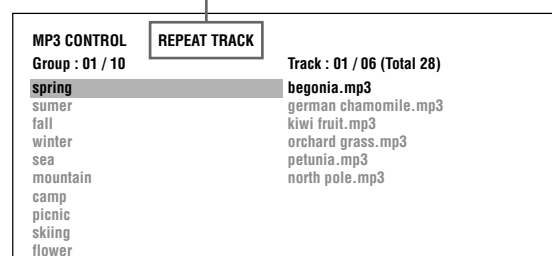 MP3 CONTROL REPEAT TRACK
Group : 01 / 10 Track : 01 / 06 (Total 28)
spring begonia.mp3
sumer german chamomile.mp3
fall kiwi fruit.mp3
winter orchard grass.mp3
sea petunia.mp3
mountain north pole.mp3
camp
picnic
skiing
flower